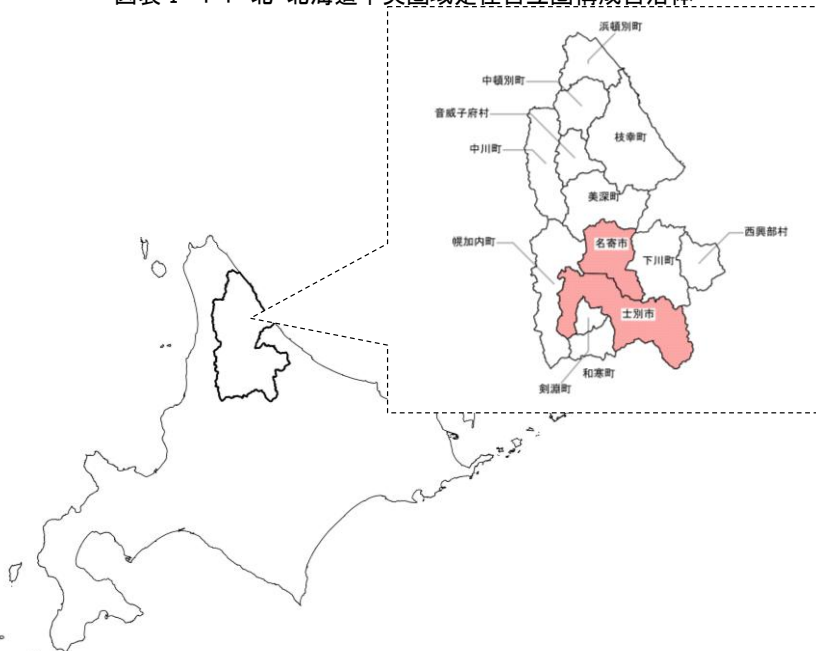 浜頓別町
中頓別町
音威子府村
枝幸町
中川町
美深町
幌加内町
名寄市
西興部村
下川町
士別市
和寒町
剣淵町